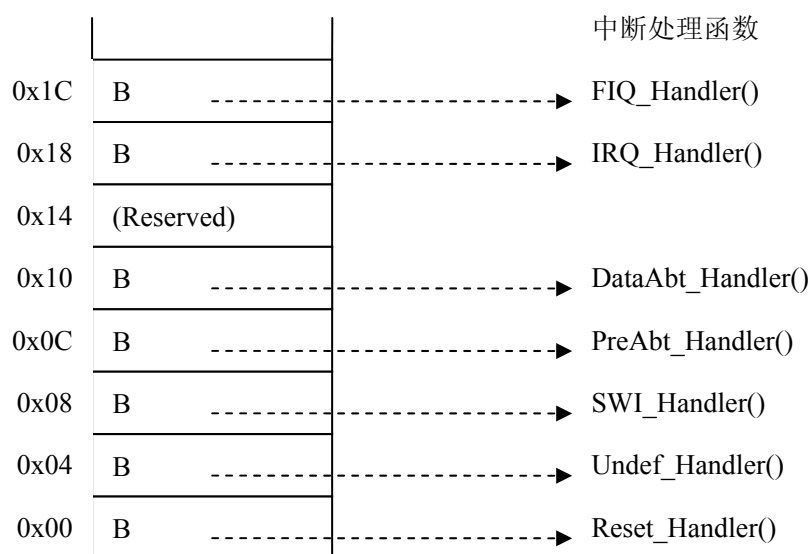 中断处理函数
0x1C B FIQ_Handler()
0x18 B IRQ_Handler()
0x14 (Reserved)
0x10 B DataAbt_Handler()
0x0C B PreAbt_Handler()
0x08 B SWI_Handler()
0x04 B Undef_Handler()
0x00 B Reset_Handler()